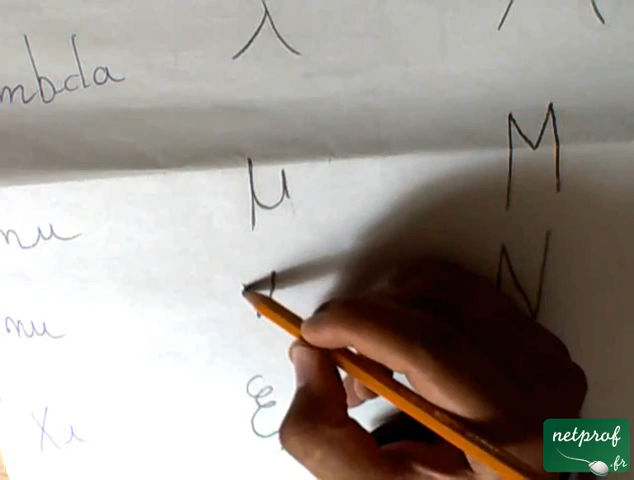 mbda λ Λ
mu μ M
nu ν N
Xi ξ
netprof
.fr